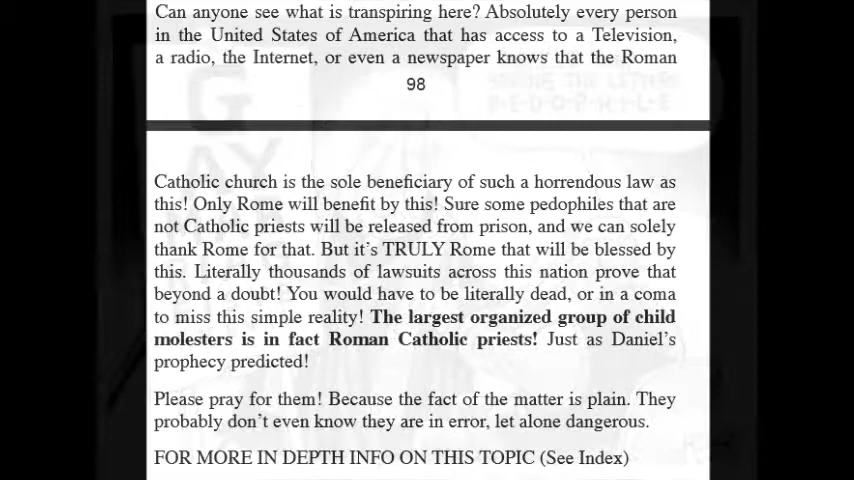 Can anyone see what is transpiring here? Absolutely every person
in the United States of America that has access to a Television,
a radio, the Internet, or even a newspaper knows that the Roman
98
Catholic church is the sole beneficiary of such a horrendous law as
this! Only Rome will benefit by this! Sure some pedophiles that are
not Catholic priests will be released from prison, and we can solely
thank Rome for that. But it's TRULY Rome that will be blessed by
this. Literally thousands of lawsuits across this nation prove that
beyond a doubt! You would have to be literally dead, or in a coma
to miss this simple reality! The largest organized group of child
molesters is in fact Roman Catholic priests! Just as Daniel's
prophecy predicted!
Please pray for them! Because the fact of the matter is plain. They
probably don't even know they are in error, let alone dangerous.
FOR MORE IN DEPTH INFO ON THIS TOPIC (See Index)